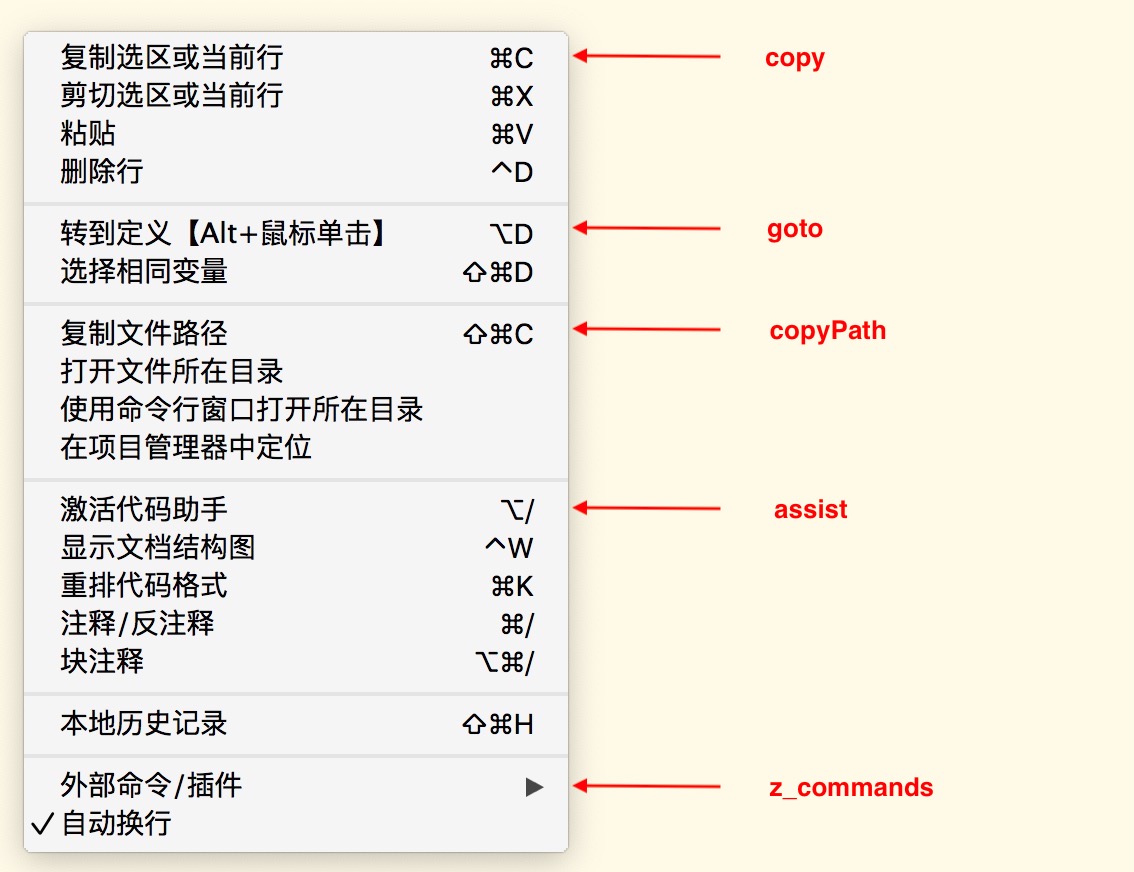 复制选区或当前行 ⌘C copy
剪切选区或当前行 ⌘X
粘贴 ⌘V
删除行 ^D
转到定义【Alt+鼠标单击】 ⌥D goto
选择相同变量 ⇧⌘D
复制文件路径 ⇧⌘C copyPath
打开文件所在目录
使用命令行窗口打开所在目录
在项目管理器中定位
激活代码助手 ⌥/ assist
显示文档结构图 ^W
重排代码格式 ⌘K
注释/反注释 ⌘/
块注释 ⌥⌘/
本地历史记录 ⇧⌘H
外部命令/插件 ▶ z_commands
✓自动换行